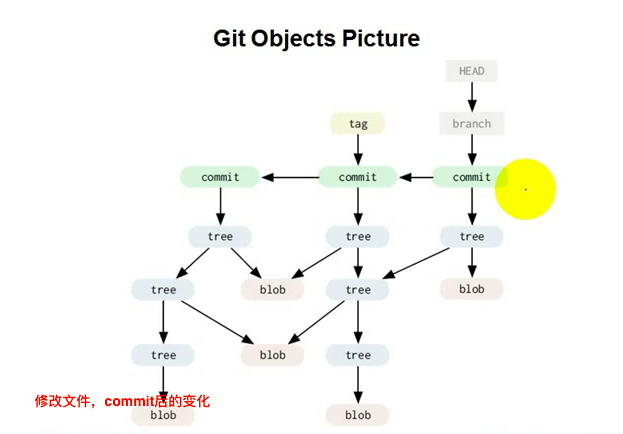 Git Objects Picture
HEAD
tag
branch
commit
commit
commit
tree
tree
tree
tree
blob
tree
blob
tree
blob
tree
修改文件，commit后的变化
blob
blob